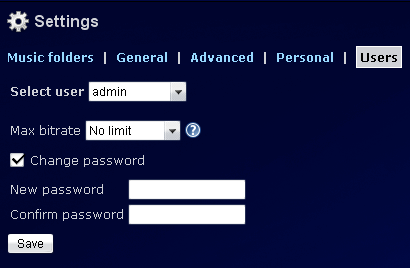 Settings
Music folders | General | Advanced | Personal | Users
Select user admin
Max bitrate No limit ?
Change password
New password
Confirm password
Save